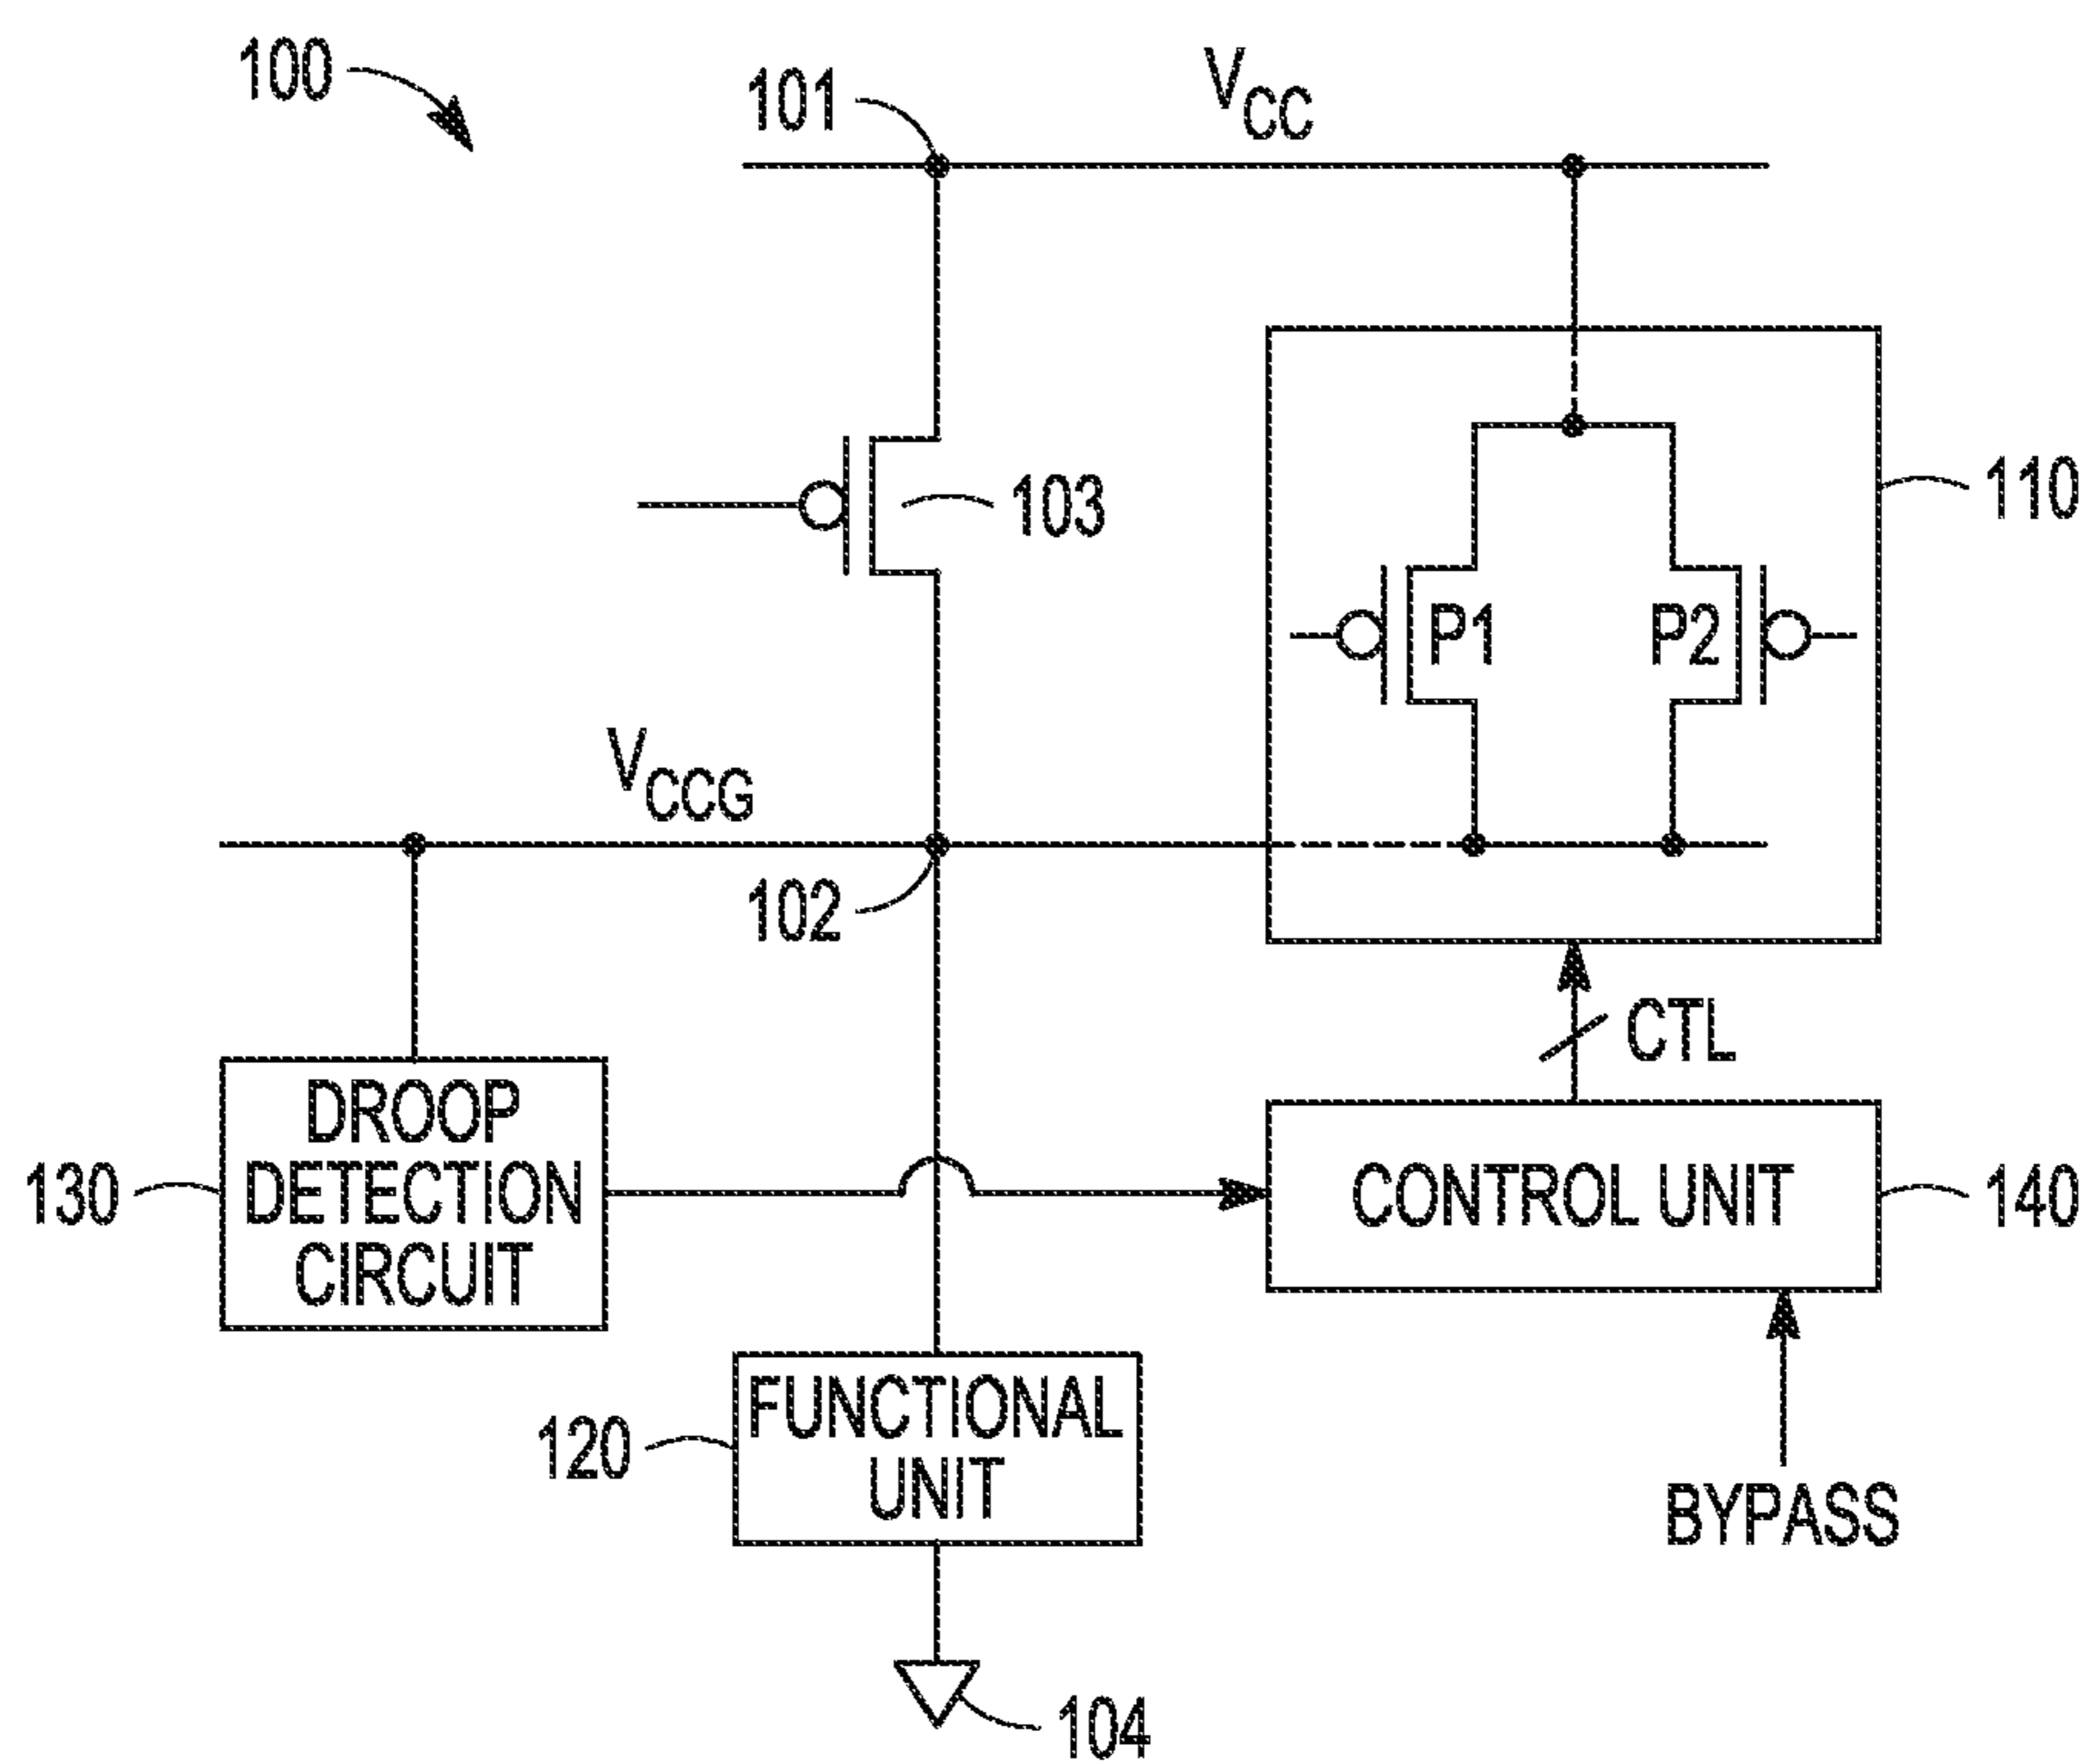 100
101
VCC
103
110
P1
P2
VCCG
102
CTL
DROOP
DETECTION
CIRCUIT
130
CONTROL UNIT
140
FUNCTIONAL
UNIT
120
BYPASS
104